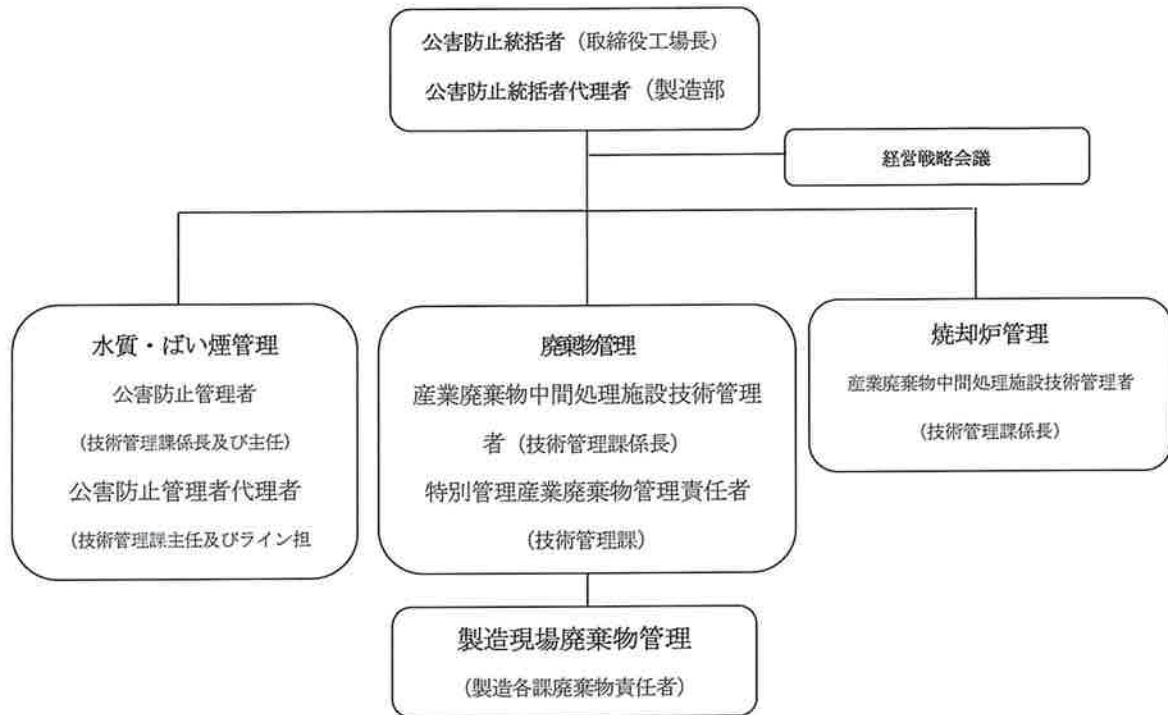 公害防止統括者（取締役工場長）
公害防止統括者代理者（製造部
経営戦略会議
水質・ばい煙管理
公害防止管理者
(技術管理課係長及び主任)
公害防止管理者代理者
(技術管理課主任及びライン担
廃棄物管理
産業廃棄物中間処理施設技術管理
者（技術管理課係長）
特別管理産業廃棄物管理責任者
（技術管理課）
焼却炉管理
産業廃棄物中間処理施設技術管理者
（技術管理課係長）
製造現場廃棄物管理
（製造各課廃棄物責任者）